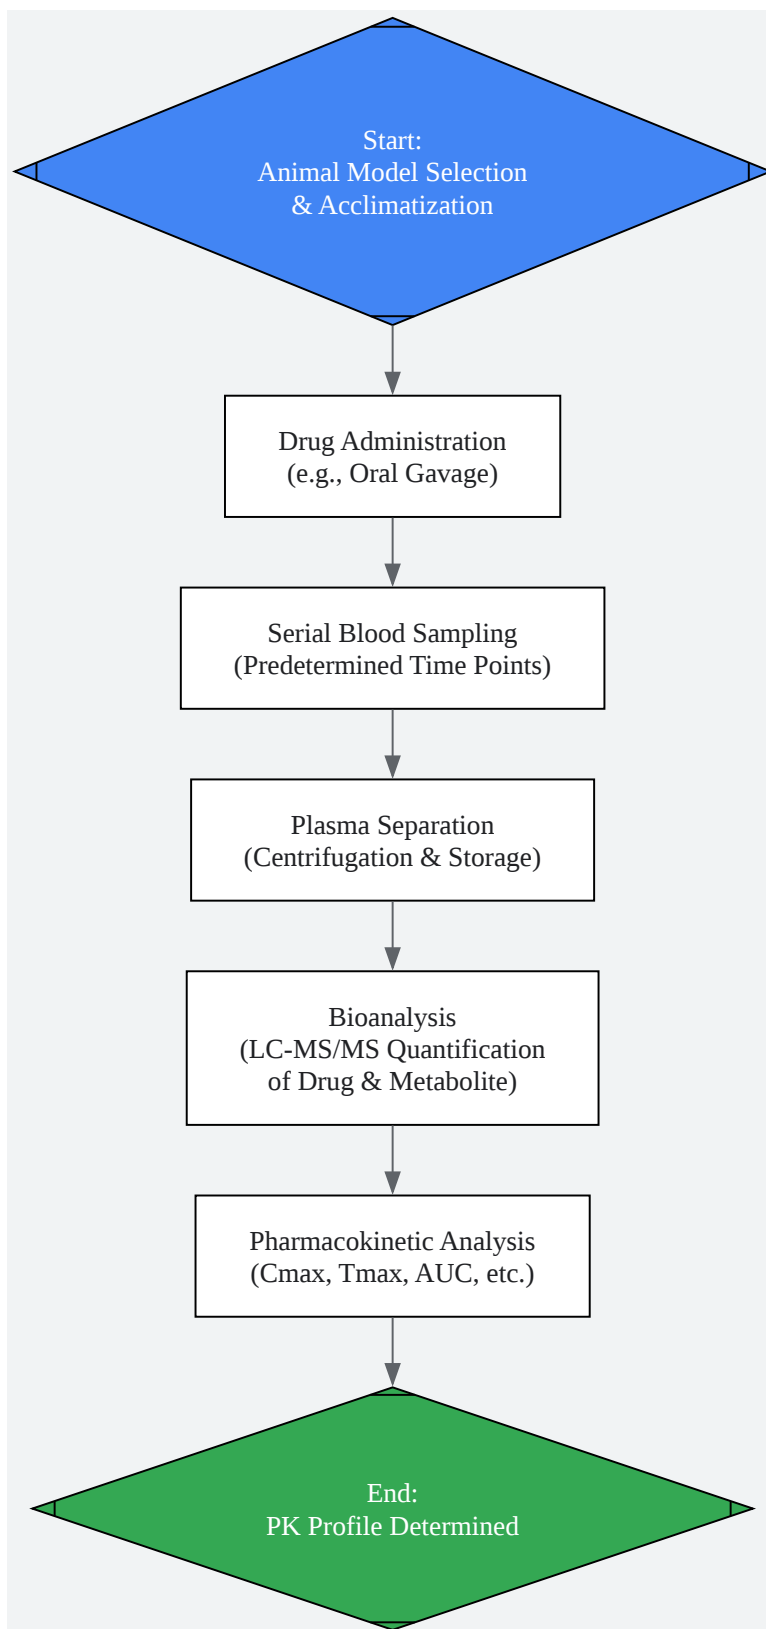 Start:
Animal Model Selection
& Acclimatization
Drug Administration
(e.g., Oral Gavage)
Serial Blood Sampling
(Predetermined Time Points)
Plasma Separation
(Centrifugation & Storage)
Bioanalysis
(LC-MS/MS Quantification
of Drug & Metabolite)
Pharmacokinetic Analysis
(Cmax, Tmax, AUC, etc.)
End:
PK Profile Determined